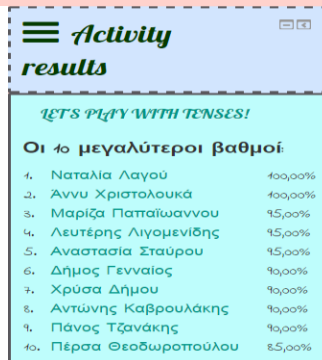 Activity
results
LET'S PLAY WITH TENSES!
Οι 10 μεγαλύτεροι βαθμοί:
1. Ναταλία Λαγού 100,00%
2. Άννυ Χριστολουκά 100,00%
3. Μαρίζα Παπαϊωαννου 95,00%
4. Λευτέρης Λιγομενίδης 95,00%
5. Αναστασία Σταύρου 95,00%
6. Δήμος Γενναίος 90,00%
7. Χρύσα Δήμου 90,00%
8. Αντώνης Καβρουλάκης 90,00%
9. Πάνος Τζανάκης 90,00%
10. Πέρσα Θεοδωροπούλου 85,00%